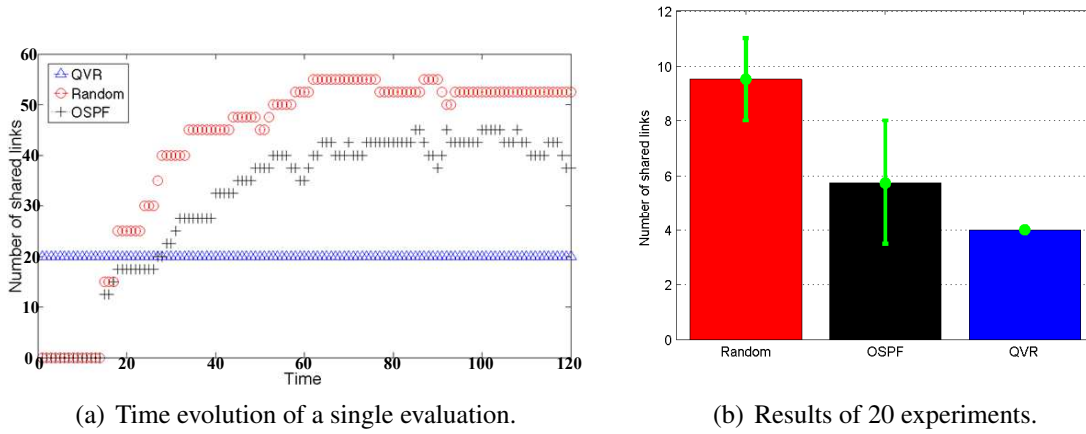 60
50
40
30
20
10
0
Number of shared links
QVR
Random
OSPF
0 20 40 60 80 100 120
Time
(a) Time evolution of a single evaluation.
12
10
8
6
4
2
0
Number of shared links
Random OSPF QVR
(b) Results of 20 experiments.